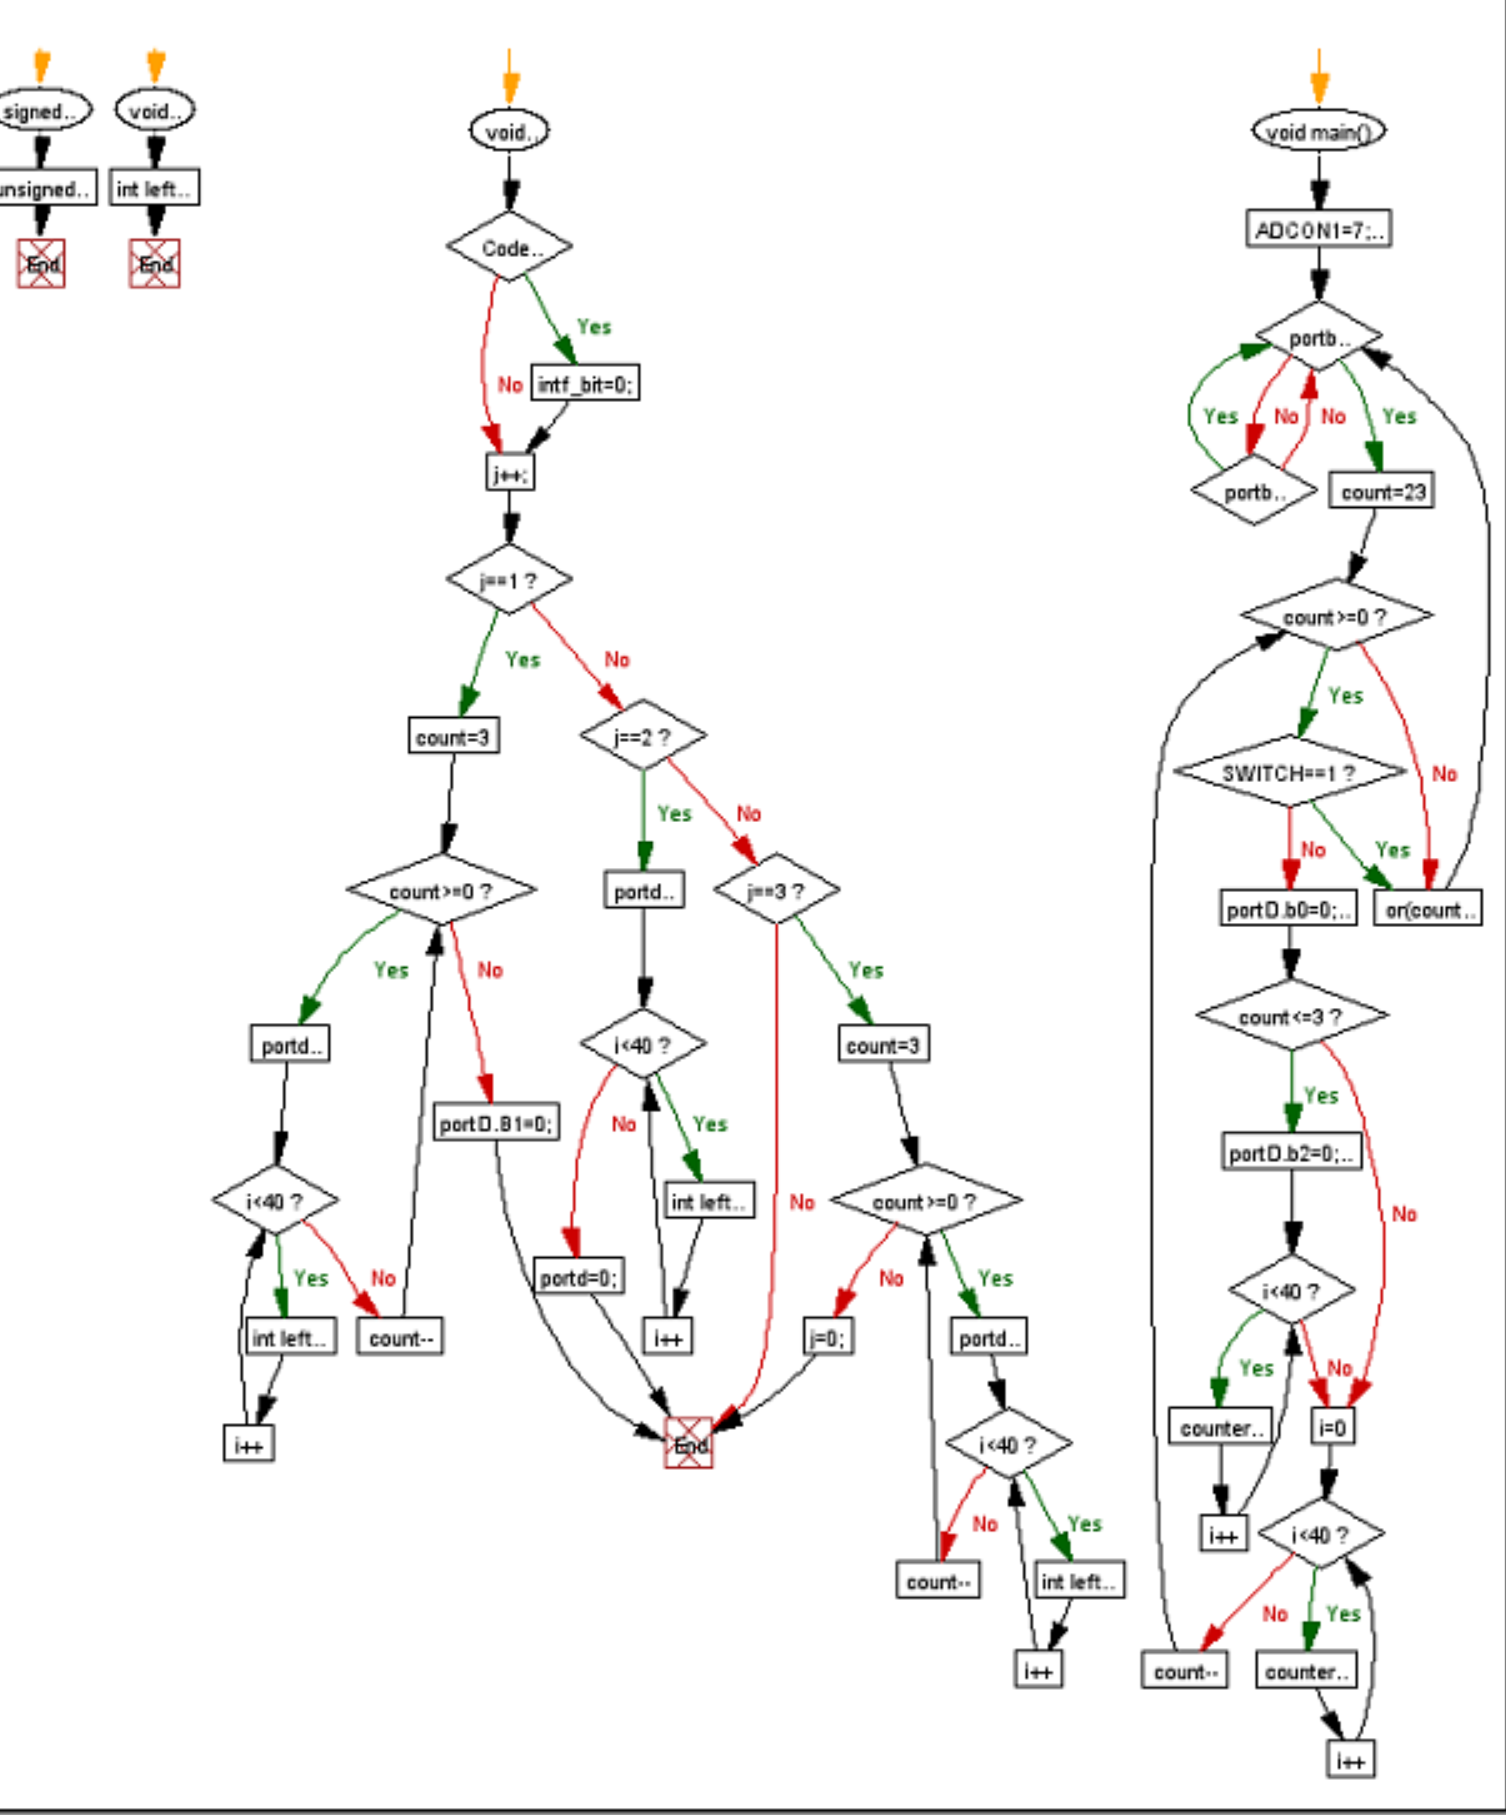 signed..
unsigned..
End
void..
int left..
End
void..
Code..
Yes
No
intf_bit=0;
j++;
j==1 ?
Yes
No
count=3
j==2 ?
Yes
No
portd..
j==3 ?
count>=0 ?
Yes
No
Yes
portd..
i<40 ?
count=3
portD.B1=0;
No
Yes
i<40 ?
int left..
No
count>=0 ?
Yes
No
portd=0;
No
Yes
int left..
count--
i++
j=0;
portd..
i++
End
i<40 ?
No
Yes
count--
int left..
i++
void main()
ADCON1=7;..
portb..
Yes
No
No
Yes
portb..
count=23
count>=0 ?
Yes
SWITCH==1 ?
No
No
Yes
portD.b0=0;..
or(count..
count<=3 ?
Yes
portD.b2=0;..
No
i<40 ?
Yes
No
counter..
i=0
i++
i<40 ?
No
Yes
count--
counter..
i++